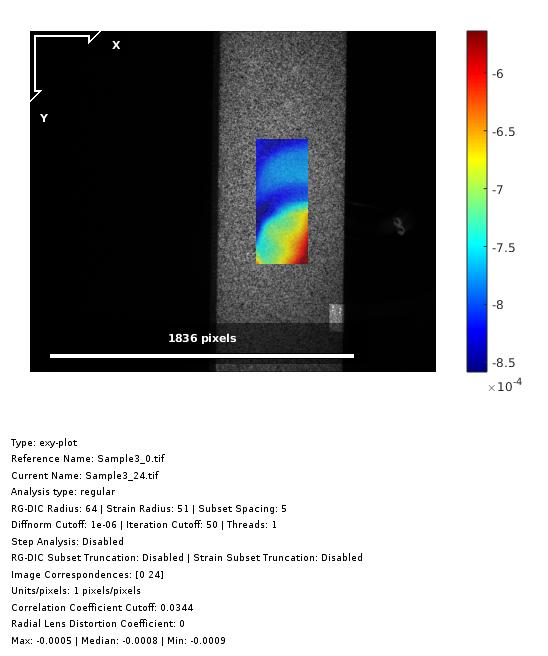 X
Y
-6
-6.5
-7
-7.5
-8
-8.5
×10-4
1836 pixels
Type: exy-plot
Reference Name: Sample3_0.tif
Current Name: Sample3_24.tif
Analysis type: regular
RG-DIC Radius: 64 | Strain Radius: 51 | Subset Spacing: 5
Diffnorm Cutoff: 1e-06 | Iteration Cutoff: 50 | Threads: 1
Step Analysis: Disabled
RG-DIC Subset Truncation: Disabled | Strain Subset Truncation: Disabled
Image Correspondences: [0 24]
Units/pixels: 1 pixels/pixels
Correlation Coefficient Cutoff: 0.0344
Radial Lens Distortion Coefficient: 0
Max: -0.0005 | Median: -0.0008 | Min: -0.0009